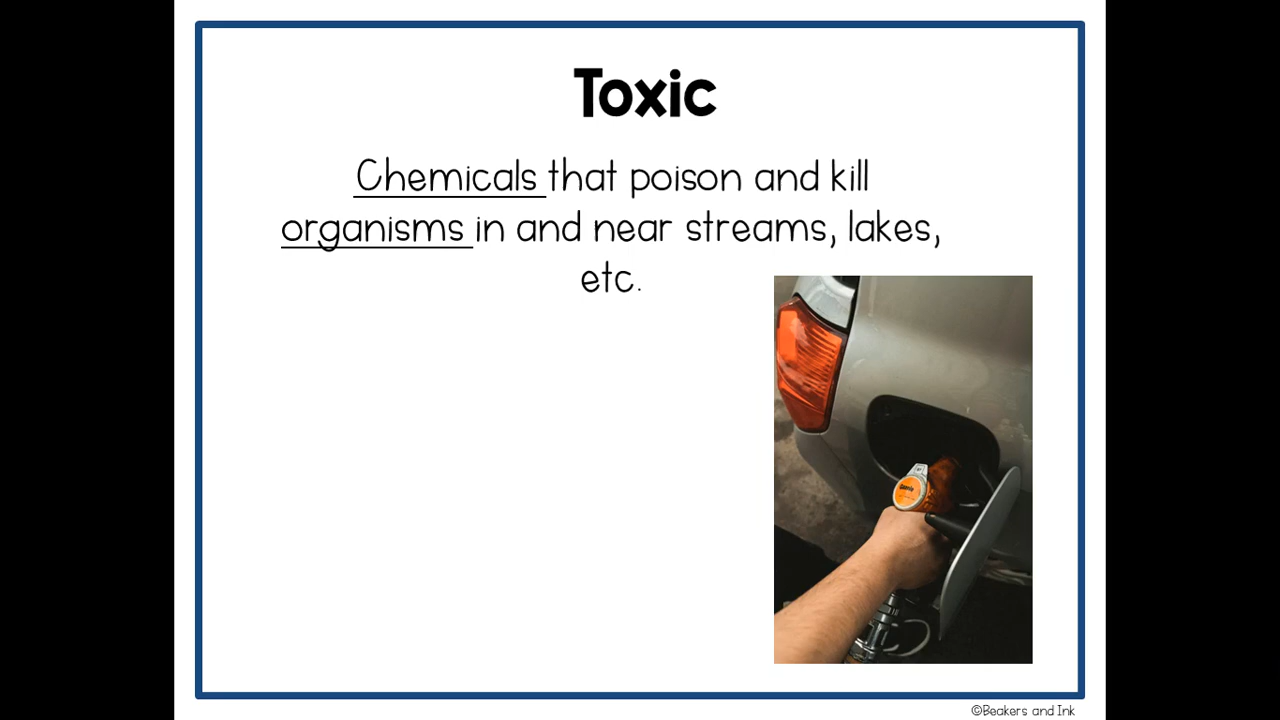 Toxic
Chemicals that poison and kill
organisms in and near streams, lakes,
etc.
©Beakers and Ink